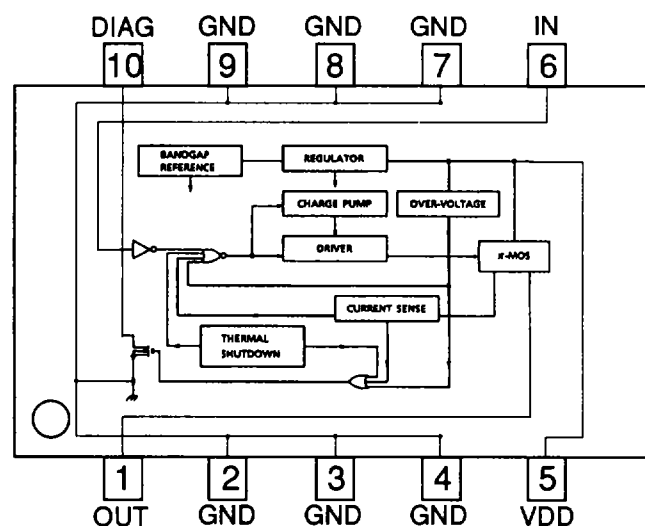 DIAG GND GND GND IN
10 9 8 7 6
BANDGAP
REFERENCE
REGULATOR
CHARGE PUMP
OVER-VOLTAGE
DRIVER
π-MOS
CURRENT SENSE
THERMAL
SHUTDOWN
1 2 3 4 5
OUT GND GND GND VDD